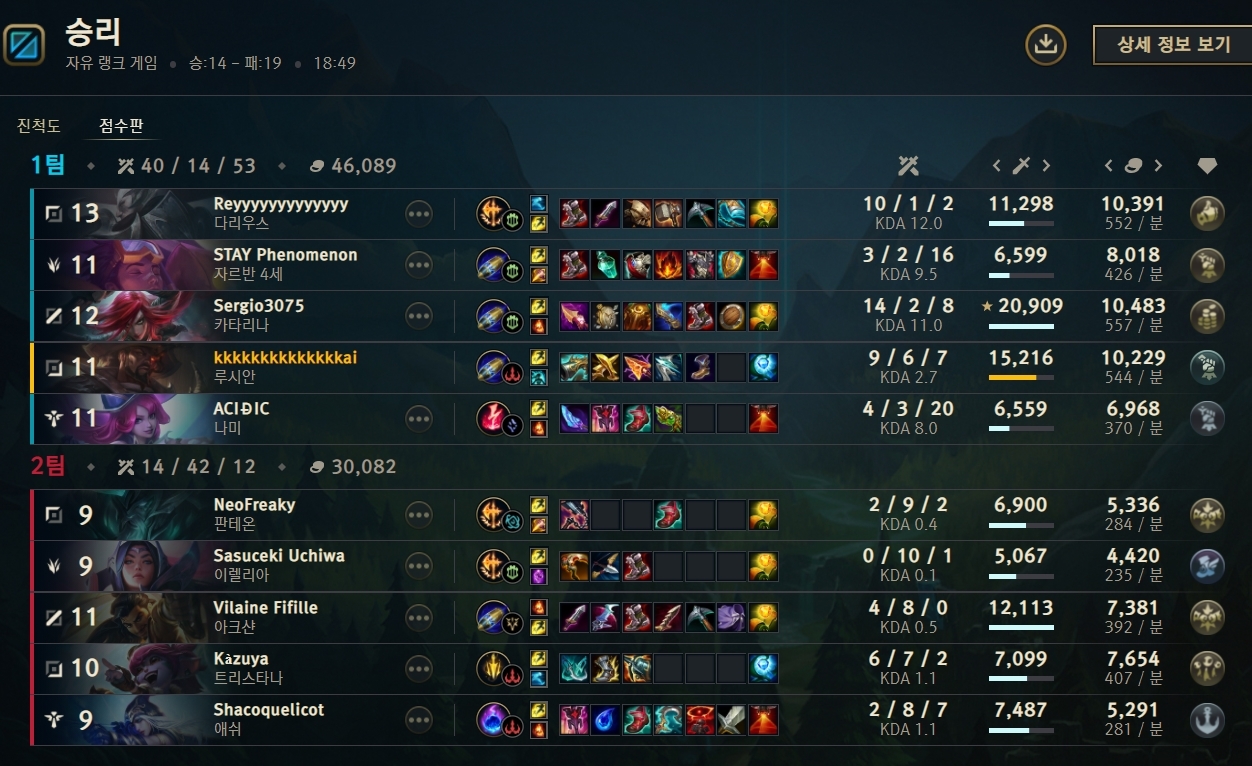 승리
자유 랭크 게임 • 승:14 - 패:19 • 18:49
상세 정보 보기
진척도 점수판
1팀 40 / 14 / 53 46,089
13 Reyyyyyyyyyyyyy 10 / 1 / 2 11,298 10,391
다리우스 KDA 12.0 552 / 분
11 STAY Phenomenon 3 / 2 / 16 6,599 8,018
자르반 4세 KDA 9.5 426 / 분
12 Sergio3075 14 / 2 / 8 20,909 10,483
카타리나 KDA 11.0 557 / 분
11 kkkkkkkkkkkkkkai 9 / 6 / 7 15,216 10,229
루시안 KDA 2.7 544 / 분
11 ACIĐIC 4 / 3 / 20 6,559 6,968
나미 KDA 8.0 370 / 분
2팀 14 / 42 / 12 30,082
9 NeoFreaky 2 / 9 / 2 6,900 5,336
판테온 KDA 0.4 284 / 분
9 Sasuceki Uchiwa 0 / 10 / 1 5,067 4,420
이렐리아 KDA 0.1 235 / 분
11 Vilaine Fifille 4 / 8 / 0 12,113 7,381
아크샨 KDA 0.5 392 / 분
10 Kàzuya 6 / 7 / 2 7,099 7,654
트리스타나 KDA 1.1 407 / 분
9 Shacoquelicot 2 / 8 / 7 7,487 5,291
애쉬 KDA 1.1 281 / 분